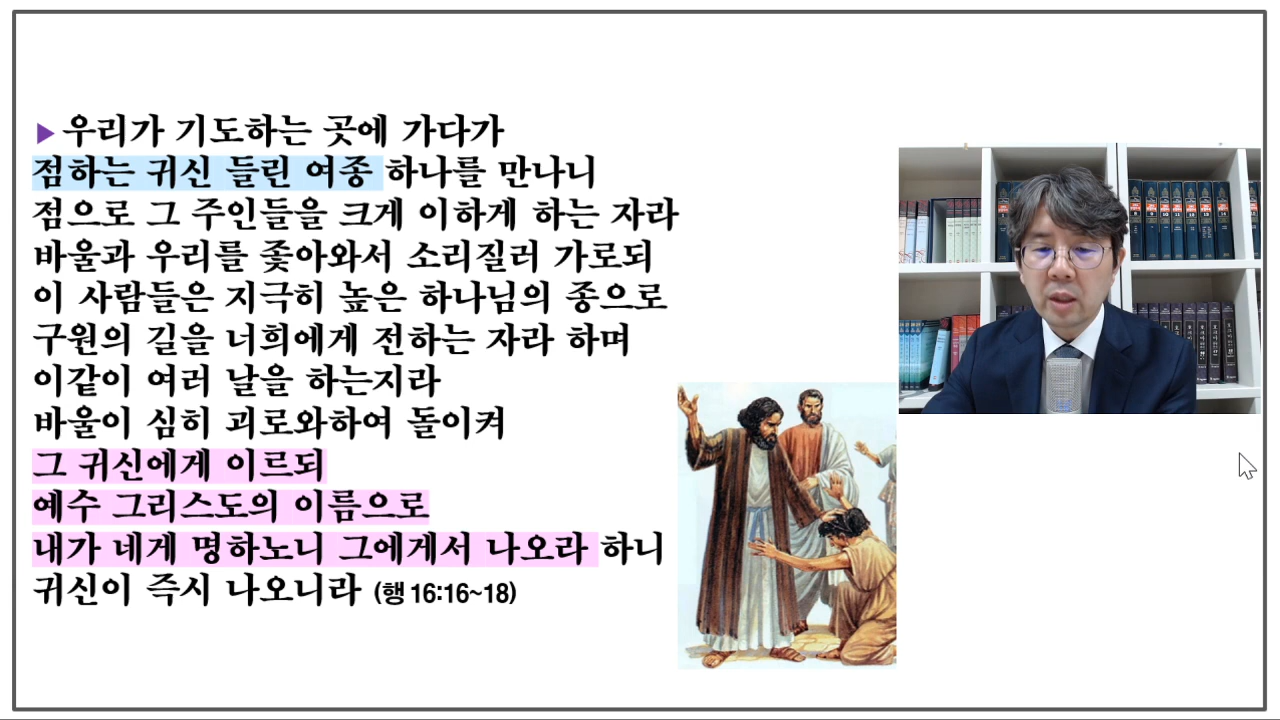 ▶우리가 기도하는 곳에 가다가
점하는 귀신 들린 여종 하나를 만나니
점으로 그 주인들을 크게 이하게 하는 자라
바울과 우리를 좇아와서 소리질러 가로되
이 사람들은 지극히 높은 하나님의 종으로
구원의 길을 너희에게 전하는 자라 하며
이같이 여러 날을 하는지라
바울이 심히 괴로와하여 돌이켜
그 귀신에게 이르되
예수 그리스도의 이름으로
내가 네게 명하노니 그에게서 나오라 하니
귀신이 즉시 나오니라 (행 16:16~18)